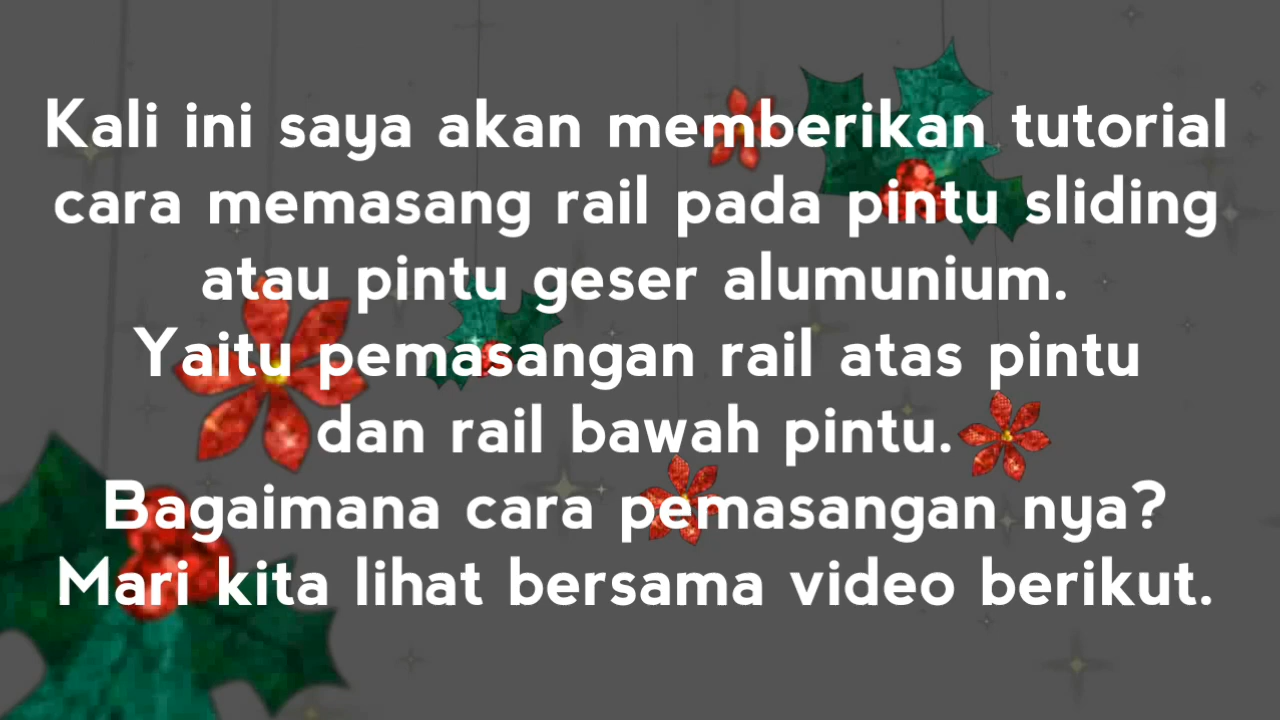 Kali ini saya akan memberikan tutorial
cara memasang rail pada pintu sliding
atau pintu geser alumunium.
Yaitu pemasangan rail atas pintu
dan rail bawah pintu.
Bagaimana cara pemasangan nya?
Mari kita lihat bersama video berikut.